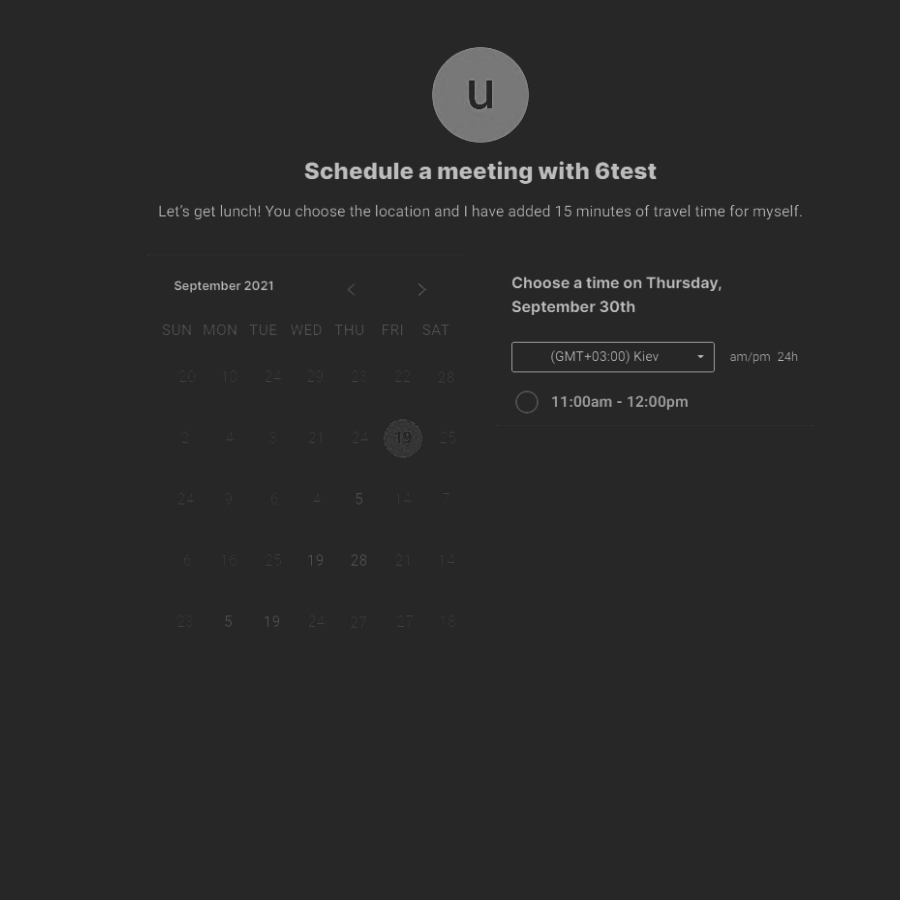 u
Schedule a meeting with 6test
Let's get lunch! You choose the location and I have added 15 minutes of travel time for myself.
September 2021
SUN MON TUE WED THU FRI SAT
20 10 24 29 23 22 28
2 4 3 21 24 19 25
24 9 6 4 5 14 7
6 16 25 19 28 21 14
23 5 19 24 27 27 18
Choose a time on Thursday,
September 30th
(GMT+03:00) Kiev am/pm 24h
11:00am - 12:00pm